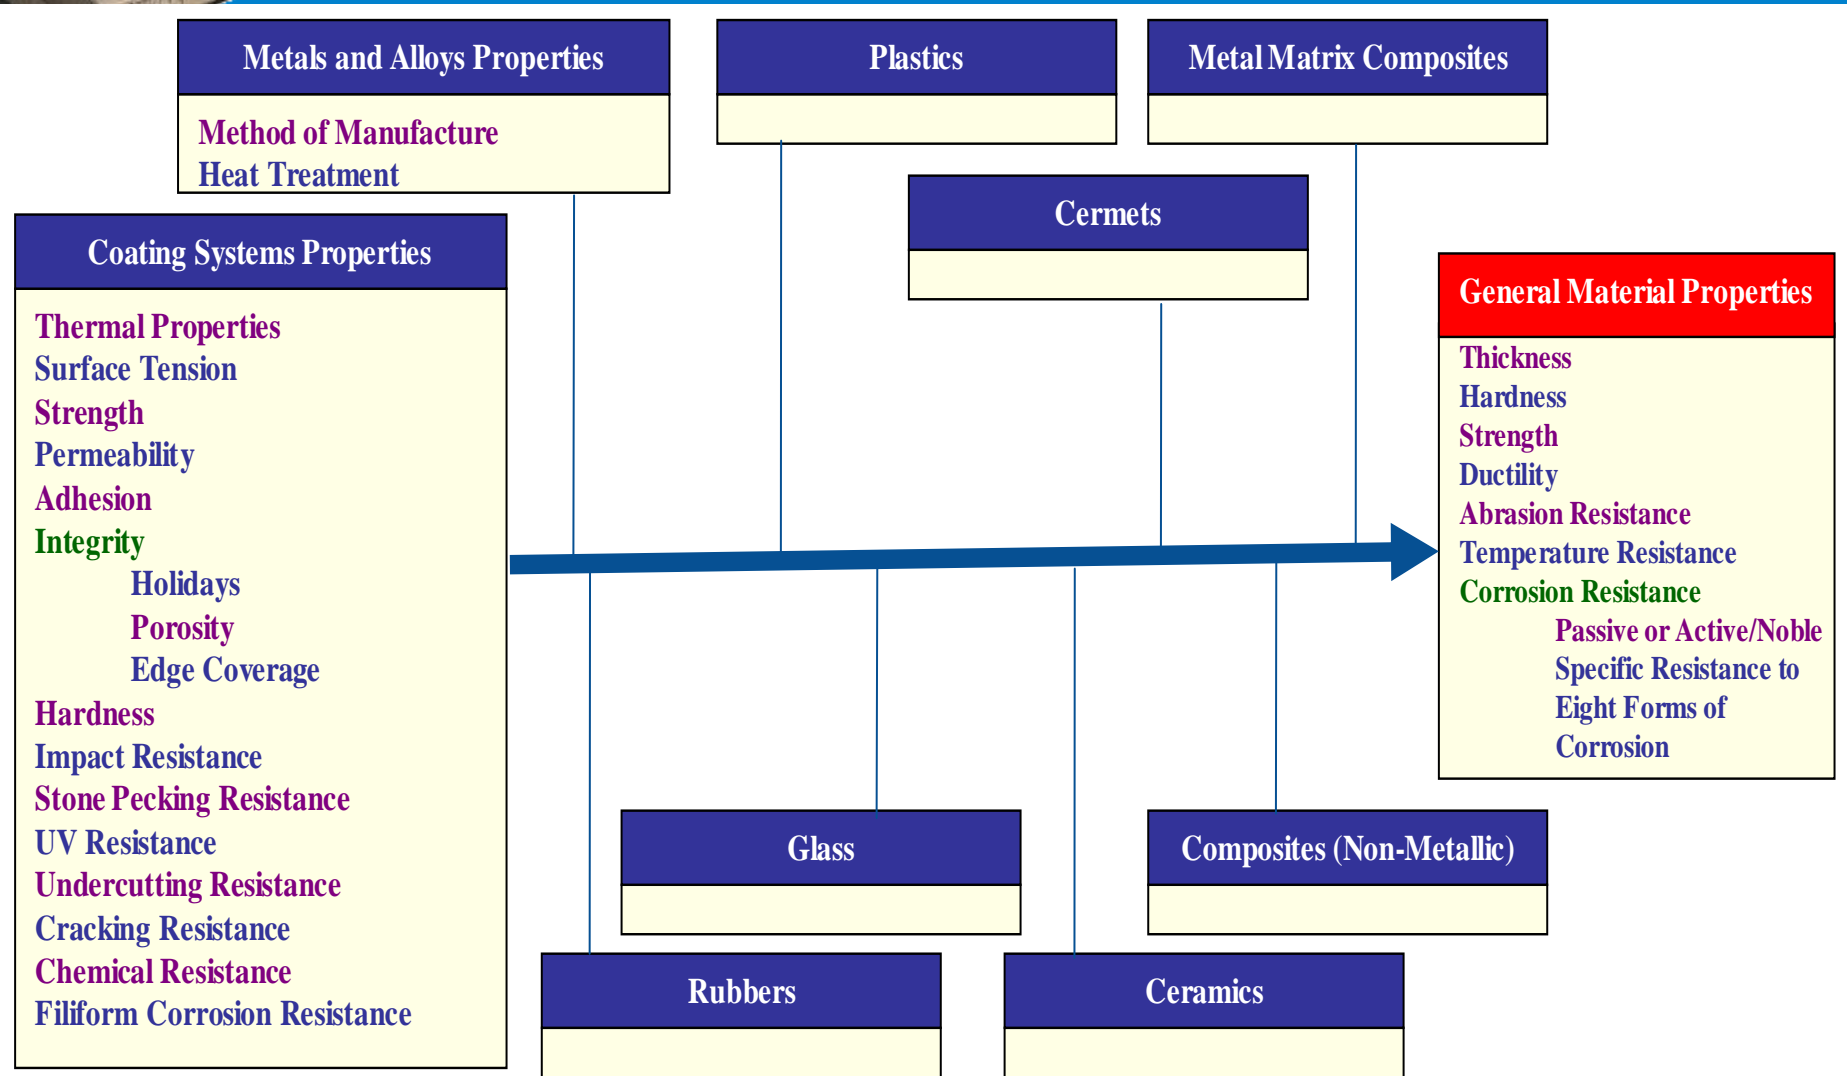 Metals and Alloys Properties
Method of Manufacture
Heat Treatment
Plastics
Metal Matrix Composites
Cermets
Coating Systems Properties
Thermal Properties
Surface Tension
Strength
Permeability
Adhesion
Integrity
Holidays
Porosity
Edge Coverage
Hardness
Impact Resistance
Stone Pecking Resistance
UV Resistance
Undercutting Resistance
Cracking Resistance
Chemical Resistance
Filiform Corrosion Resistance
General Material Properties
Thickness
Hardness
Strength
Ductility
Abrasion Resistance
Temperature Resistance
Corrosion Resistance
Passive or Active/Noble
Specific Resistance to
Eight Forms of
Corrosion
Glass
Composites (Non-Metallic)
Rubbers
Ceramics